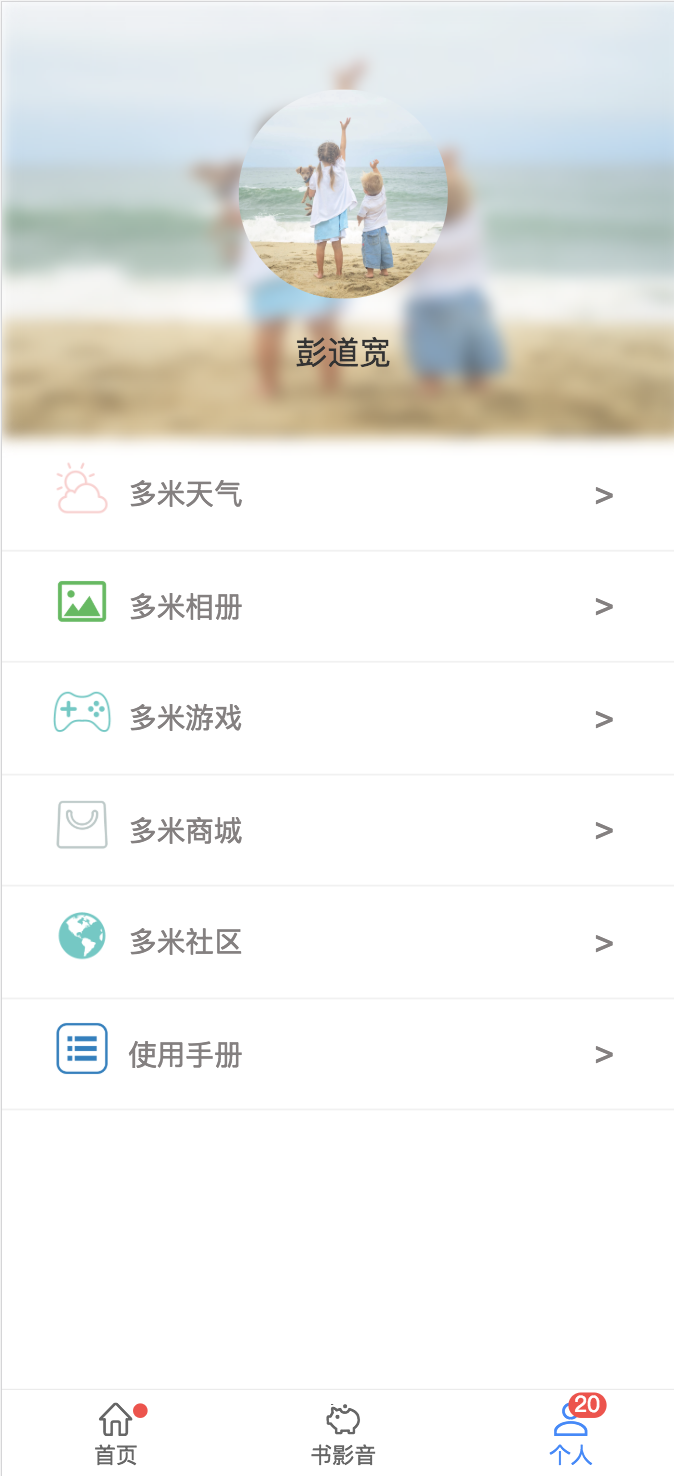 彭道宽
多米天气 >
多米相册 >
多米游戏 >
多米商城 >
多米社区 >
使用手册 >
20
首页 书影音 个人